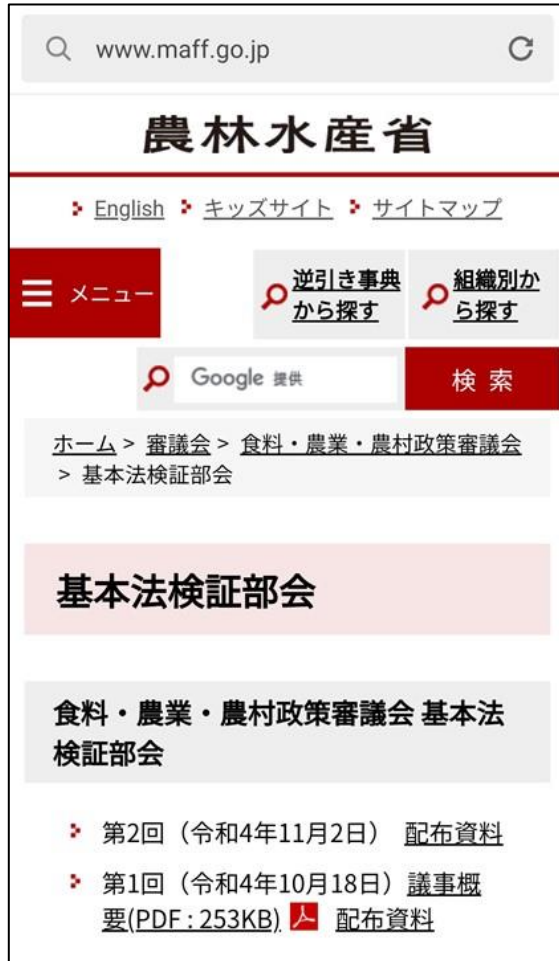 www.maff.go.jp
農林水産省
English キッズサイト サイトマップ
メニュー
逆引き事典
から探す
組織別か
ら探す
Google 提供
検索
ホーム > 審議会 > 食料・農業・農村政策審議会
> 基本法検証部会
基本法検証部会
食料・農業・農村政策審議会 基本法
検証部会
第2回（令和4年11月2日） 配布資料
第1回（令和4年10月18日）議事概
要(PDF : 253KB) 配布資料